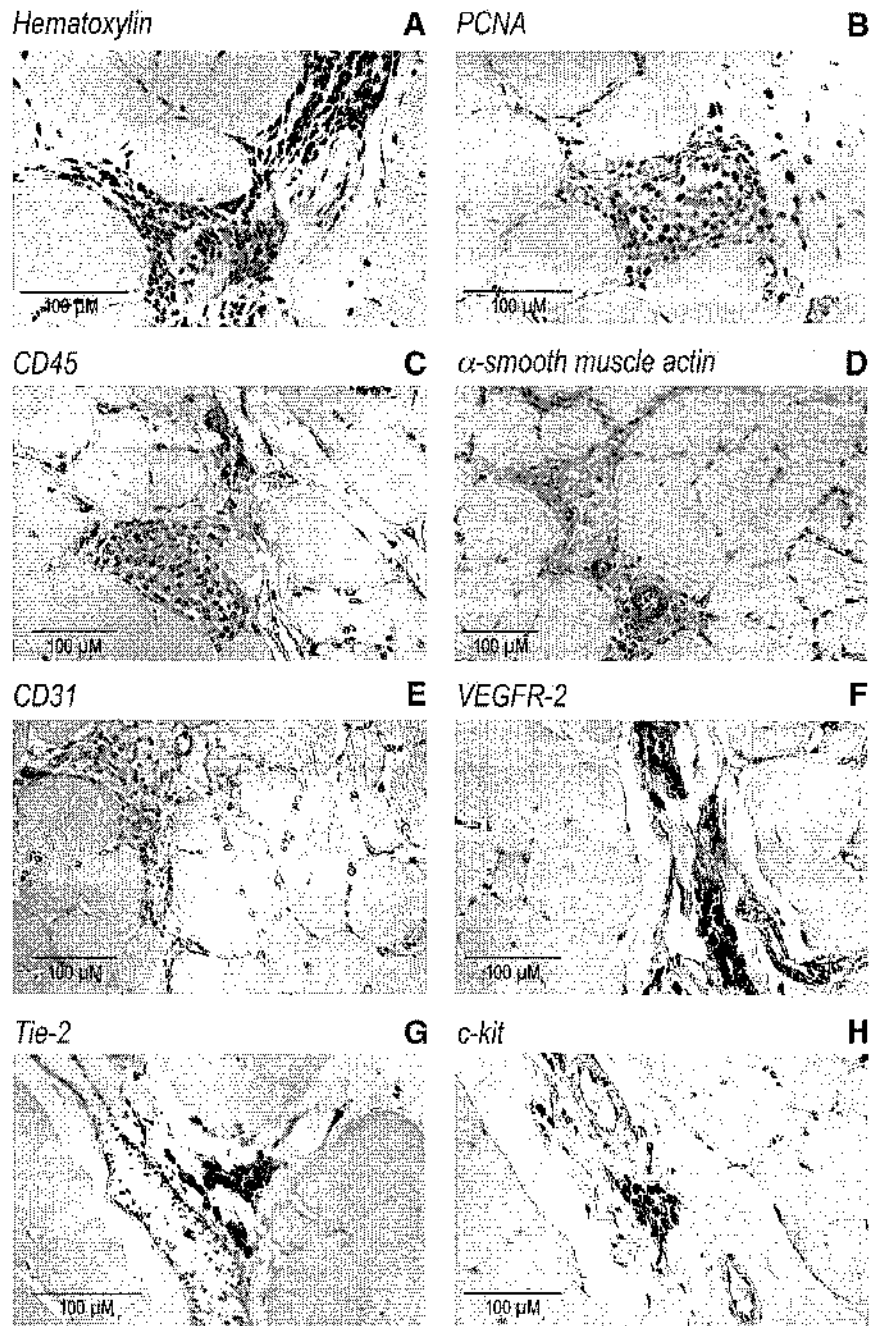 Hematoxylin A PCNA B
100 µM 100 µM
CD45 C α-smooth muscle actin D
100 µM 100 µM
CD31 E VEGFR-2 F
100 µM 100 µM
Tie-2 G c-kit H
100 µM 100 µM